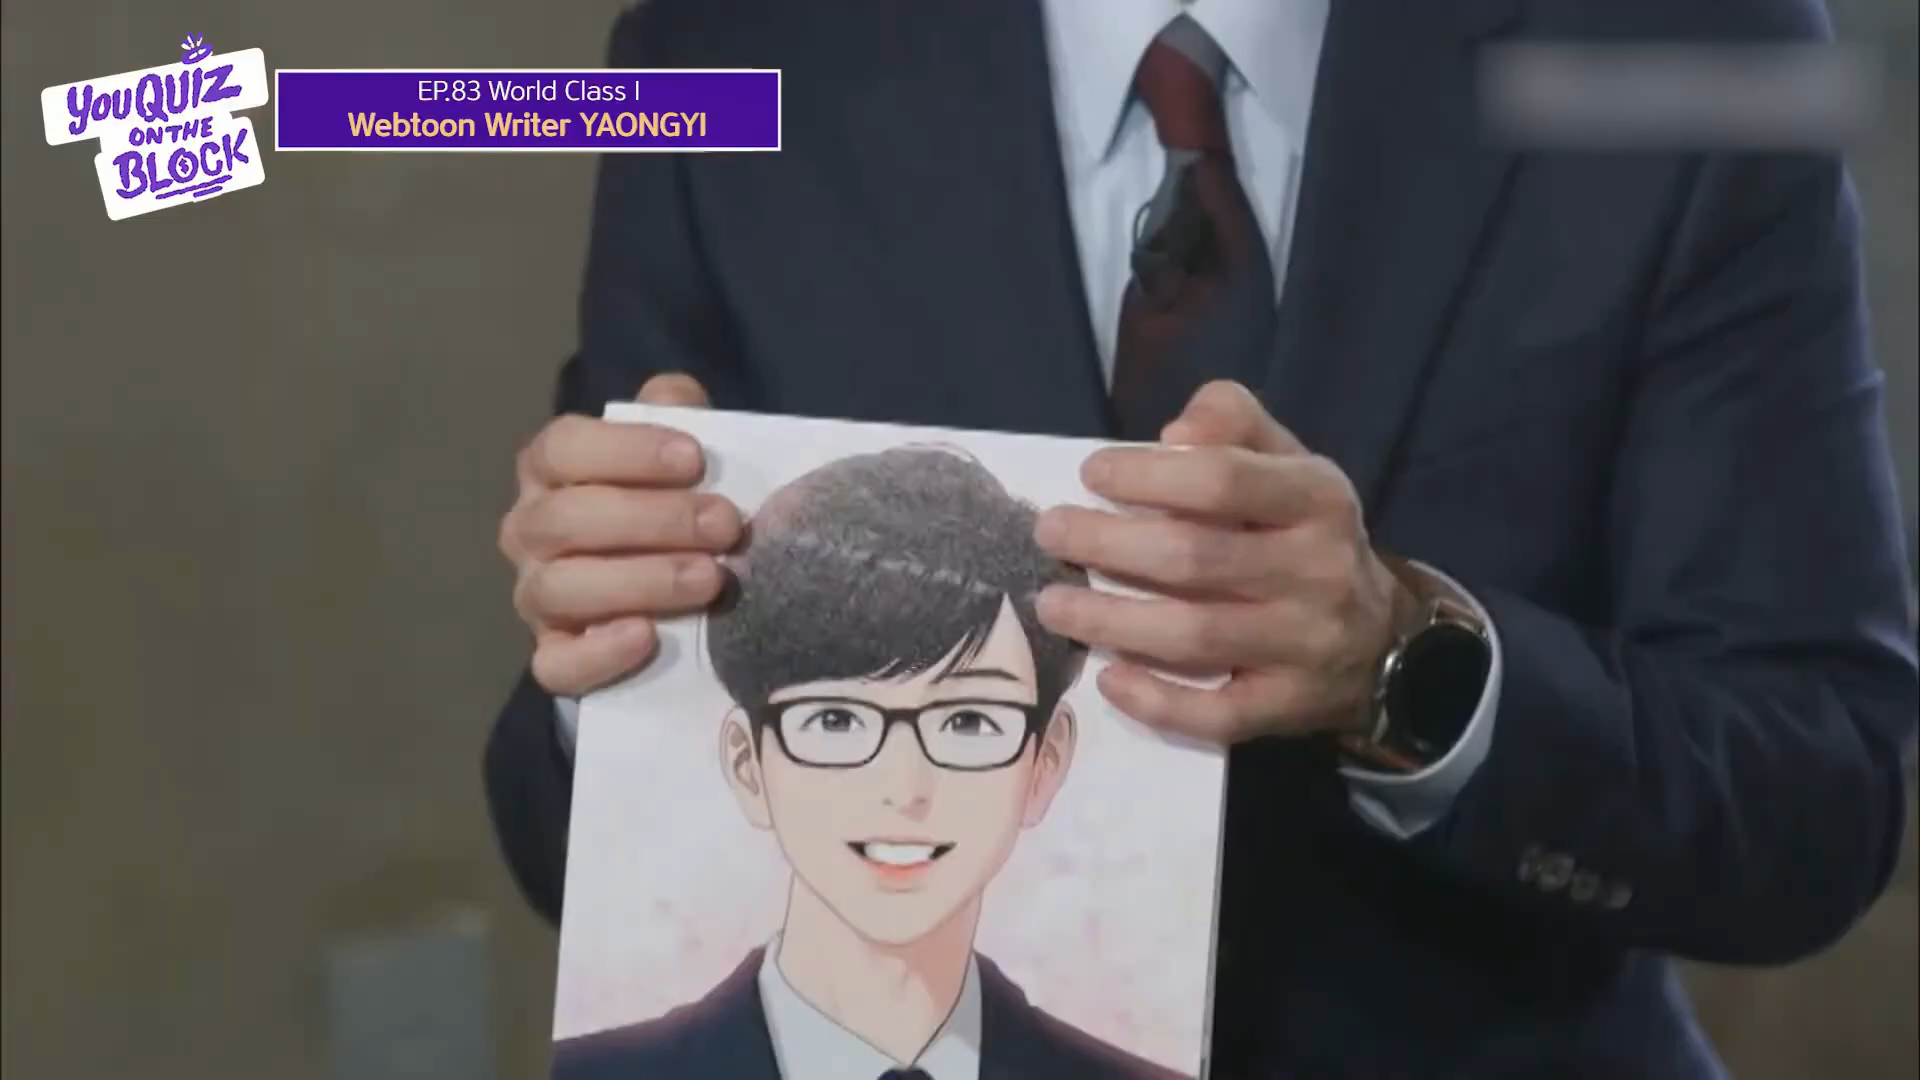 YOU QUIZ
ON THE
BLOCK
EP.83 World Class I
Webtoon Writer YAONGYI